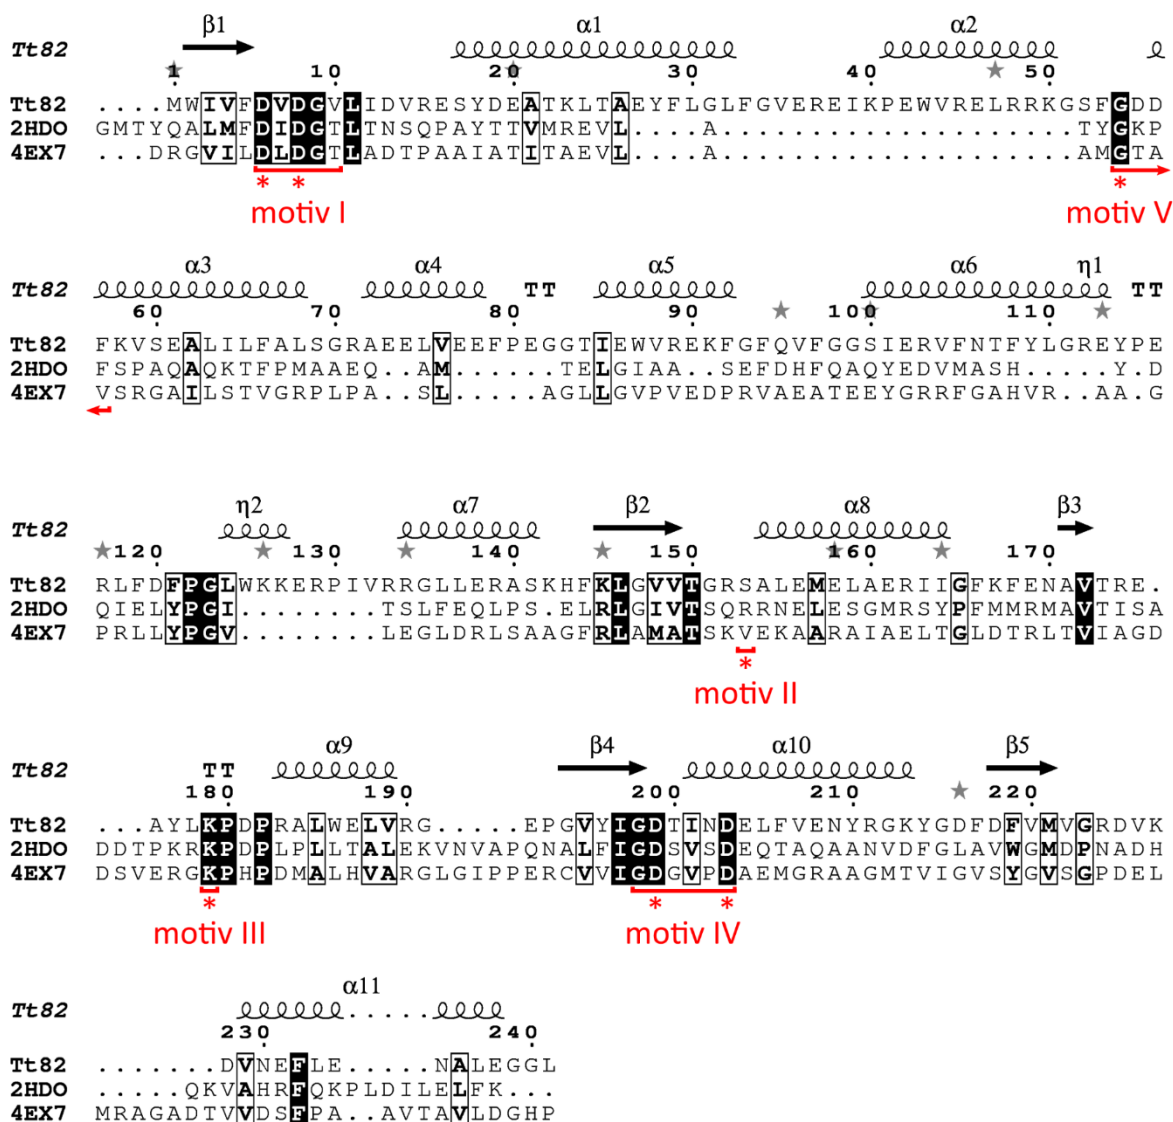 β1 α1 α2
Tt82
1 10 20 30 40 50
Tt82 ....MWIVFDVDGVLIDVRESYDEATKLTAEYFLGLFGVEREIKPEWVRELRRKGSFGDD
2HDO GMTYQALMFDIDGTLTNSQPAYTTVMREVL....A....................TYGKP
4EX7 ...DRGVILDLDGTLADTPAAIATITAEVL....A....................AMGTA
* * *
motiv I motiv V
α3 α4 α5 α6 η1
Tt82 TT TT
60 70 80 90 100 110
Tt82 FKVSEALILFALSGRAEELVEEFPEGGTIEWVREKFGFQVFGGSIERVFNTFYLGREYPE
2HDO FSPAQAQKTFPMAAEQ..AM......TELGIAA..SEFDHFQAQYEDVMASH.....Y.D
4EX7 VSRGAILSTVGRPLPA..SL.....AGLLGVPVEDPRVAEATEEYGRRFGAHVR..AA.G
η2 α7 β2 α8 β3
Tt82
120 130 140 150 160 170
Tt82 RLFDFPGLWKKERPIVRRGLLERASKHFKLGVVTGRSALEMELAERIIGFKFENAVTRE.
2HDO QIELYPGI........TSLFEQLPS.ELRLGIVTSQRRNELESGMRSYPFMMRMAVTISA
4EX7 PRLLYPGV........LEGLDRLSAAGFRLAMATSKVEKAARAIAELTGLDTRLTVIAGD
*
motiv II
α9 β4 α10 β5
Tt82 TT
180 190 200 210 220
Tt82 ...AYLKPDPRALWELVRG.....EPGVYIGDTINDELFVENYRGKYGDFDFVMVGRDVK
2HDO DDTPKRKPDPLPLLTALEKVNVAPQNALFIGDSVSDEQTAQAANVDFGLAVWGMDPNADH
4EX7 DSVERGKPHPDMALHVARGLGIPPERCVVIGDGVPDAEMGRAAGMTVIGVSYGVSGPDEL
* * *
motiv III motiv IV
α11
Tt82 .....
230 240
Tt82 .......DVNEFLE.....NALEGGL
2HDO .....QKVAHRFQKPLDILELFK...
4EX7 MRAGADTVVDSFPA..AVTAVLDGHP